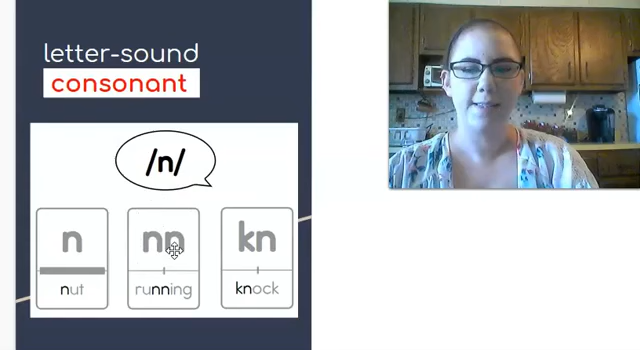 letter-sound
consonant
/n/
n nn kn
nut running knock